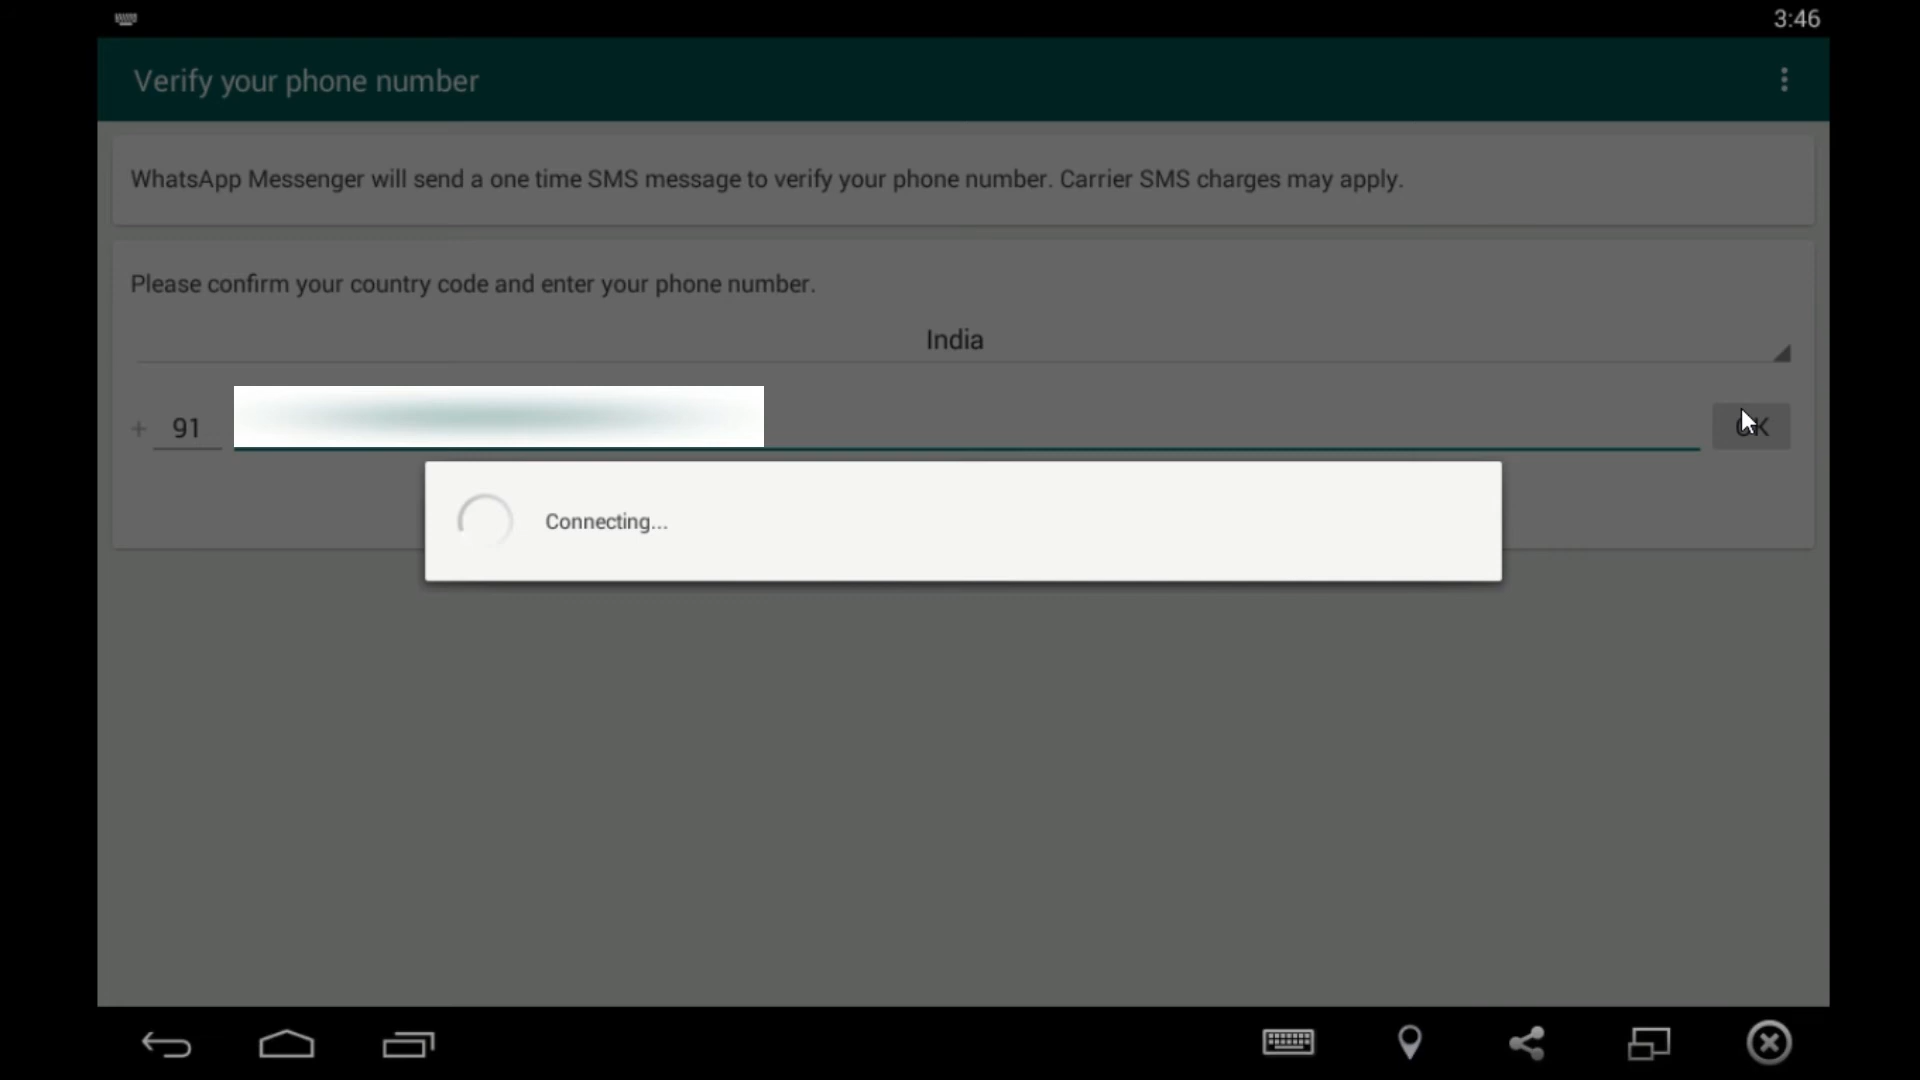 3:46
Verify your phone number
WhatsApp Messenger will send a one time SMS message to verify your phone number. Carrier SMS charges may apply.
Please confirm your country code and enter your phone number.
India
+ 91
OK
Connecting...